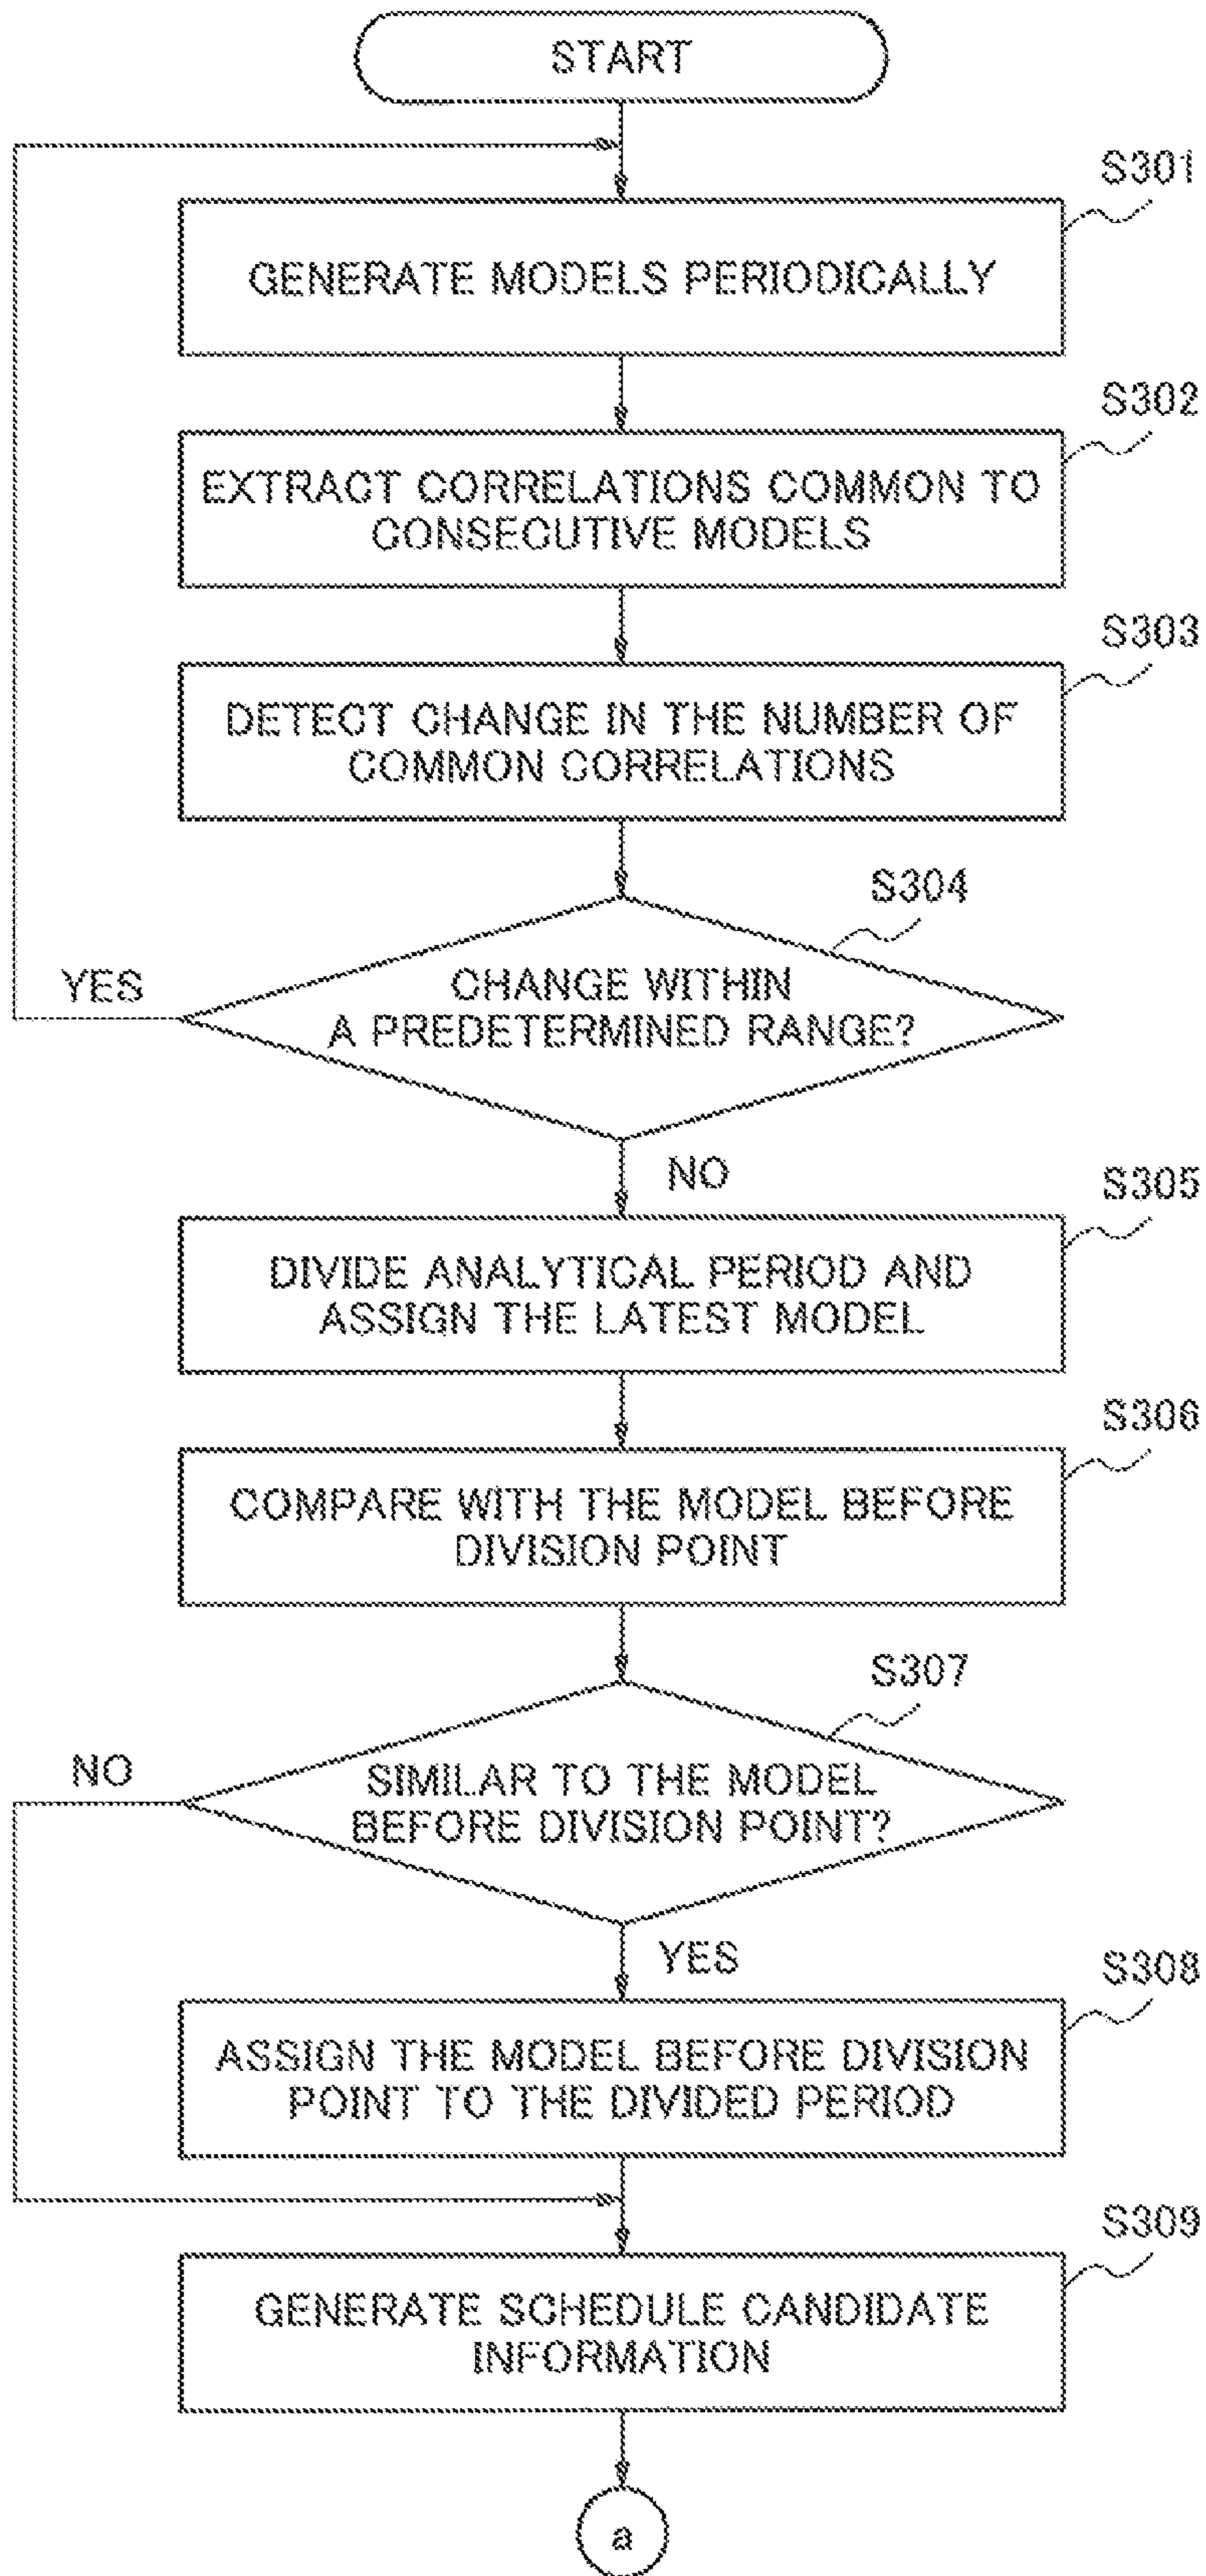 START
S301
GENERATE MODELS PERIODICALLY
S302
EXTRACT CORRELATIONS COMMON TO
CONSECUTIVE MODELS
S303
DETECT CHANGE IN THE NUMBER OF
COMMON CORRELATIONS
S304
YES
CHANGE WITHIN
A PREDETERMINED RANGE?
NO
S305
DIVIDE ANALYTICAL PERIOD AND
ASSIGN THE LATEST MODEL
S306
COMPARE WITH THE MODEL BEFORE
DIVISION POINT
S307
NO
SIMILAR TO THE MODEL
BEFORE DIVISION POINT?
YES
S308
ASSIGN THE MODEL BEFORE DIVISION
POINT TO THE DIVIDED PERIOD
S309
GENERATE SCHEDULE CANDIDATE
INFORMATION
a